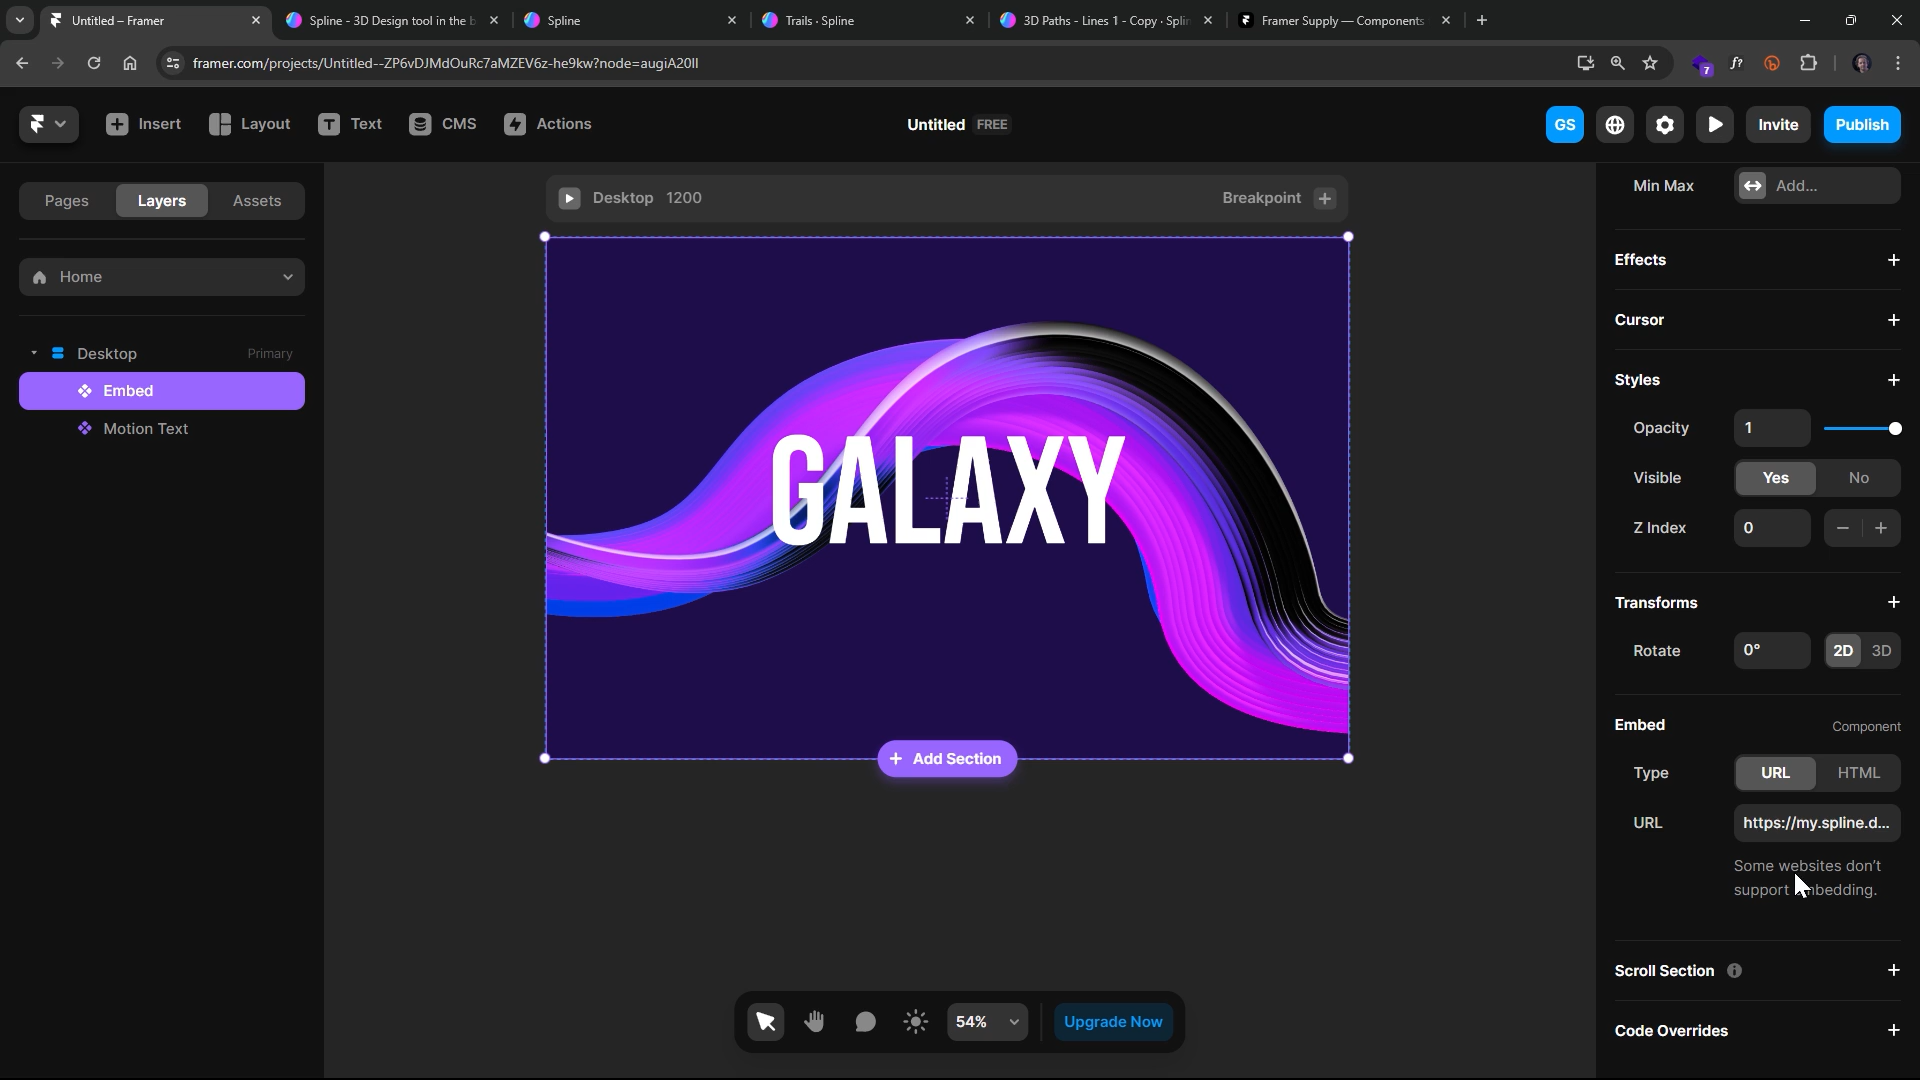 Untitled – Framer
Spline - 3D Design tool in the b
Spline
Trails · Spline
3D Paths - Lines 1 - Copy · Splin
Framer Supply — Components
framer.com/projects/Untitled--ZP6vDJMdOuRc7aMZEV6z-he9kw?node=augiA20Il
7
f?
Insert
Layout
Text
CMS
Actions
Untitled FREE
GS
Invite
Publish
Pages
Layers
Assets
Desktop 1200
Breakpoint
Min Max
Add...
Home
Effects
Cursor
Desktop
Primary
Styles
Embed
Motion Text
Opacity
1
Visible
Yes
No
GALAXY
Z Index
0
Transforms
Rotate
0°
2D
3D
Embed
Component
Add Section
Type
URL
HTML
URL
https://my.spline.d...
Some websites don't
support
Scroll Section
54%
Upgrade Now
Code Overrides